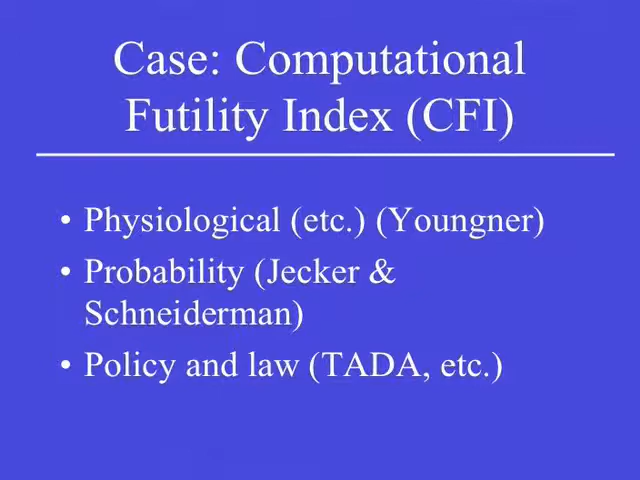 Case: Computational
Futility Index (CFI)
• Physiological (etc.) (Youngner)
• Probability (Jecker &
Schneiderman)
• Policy and law (TADA, etc.)